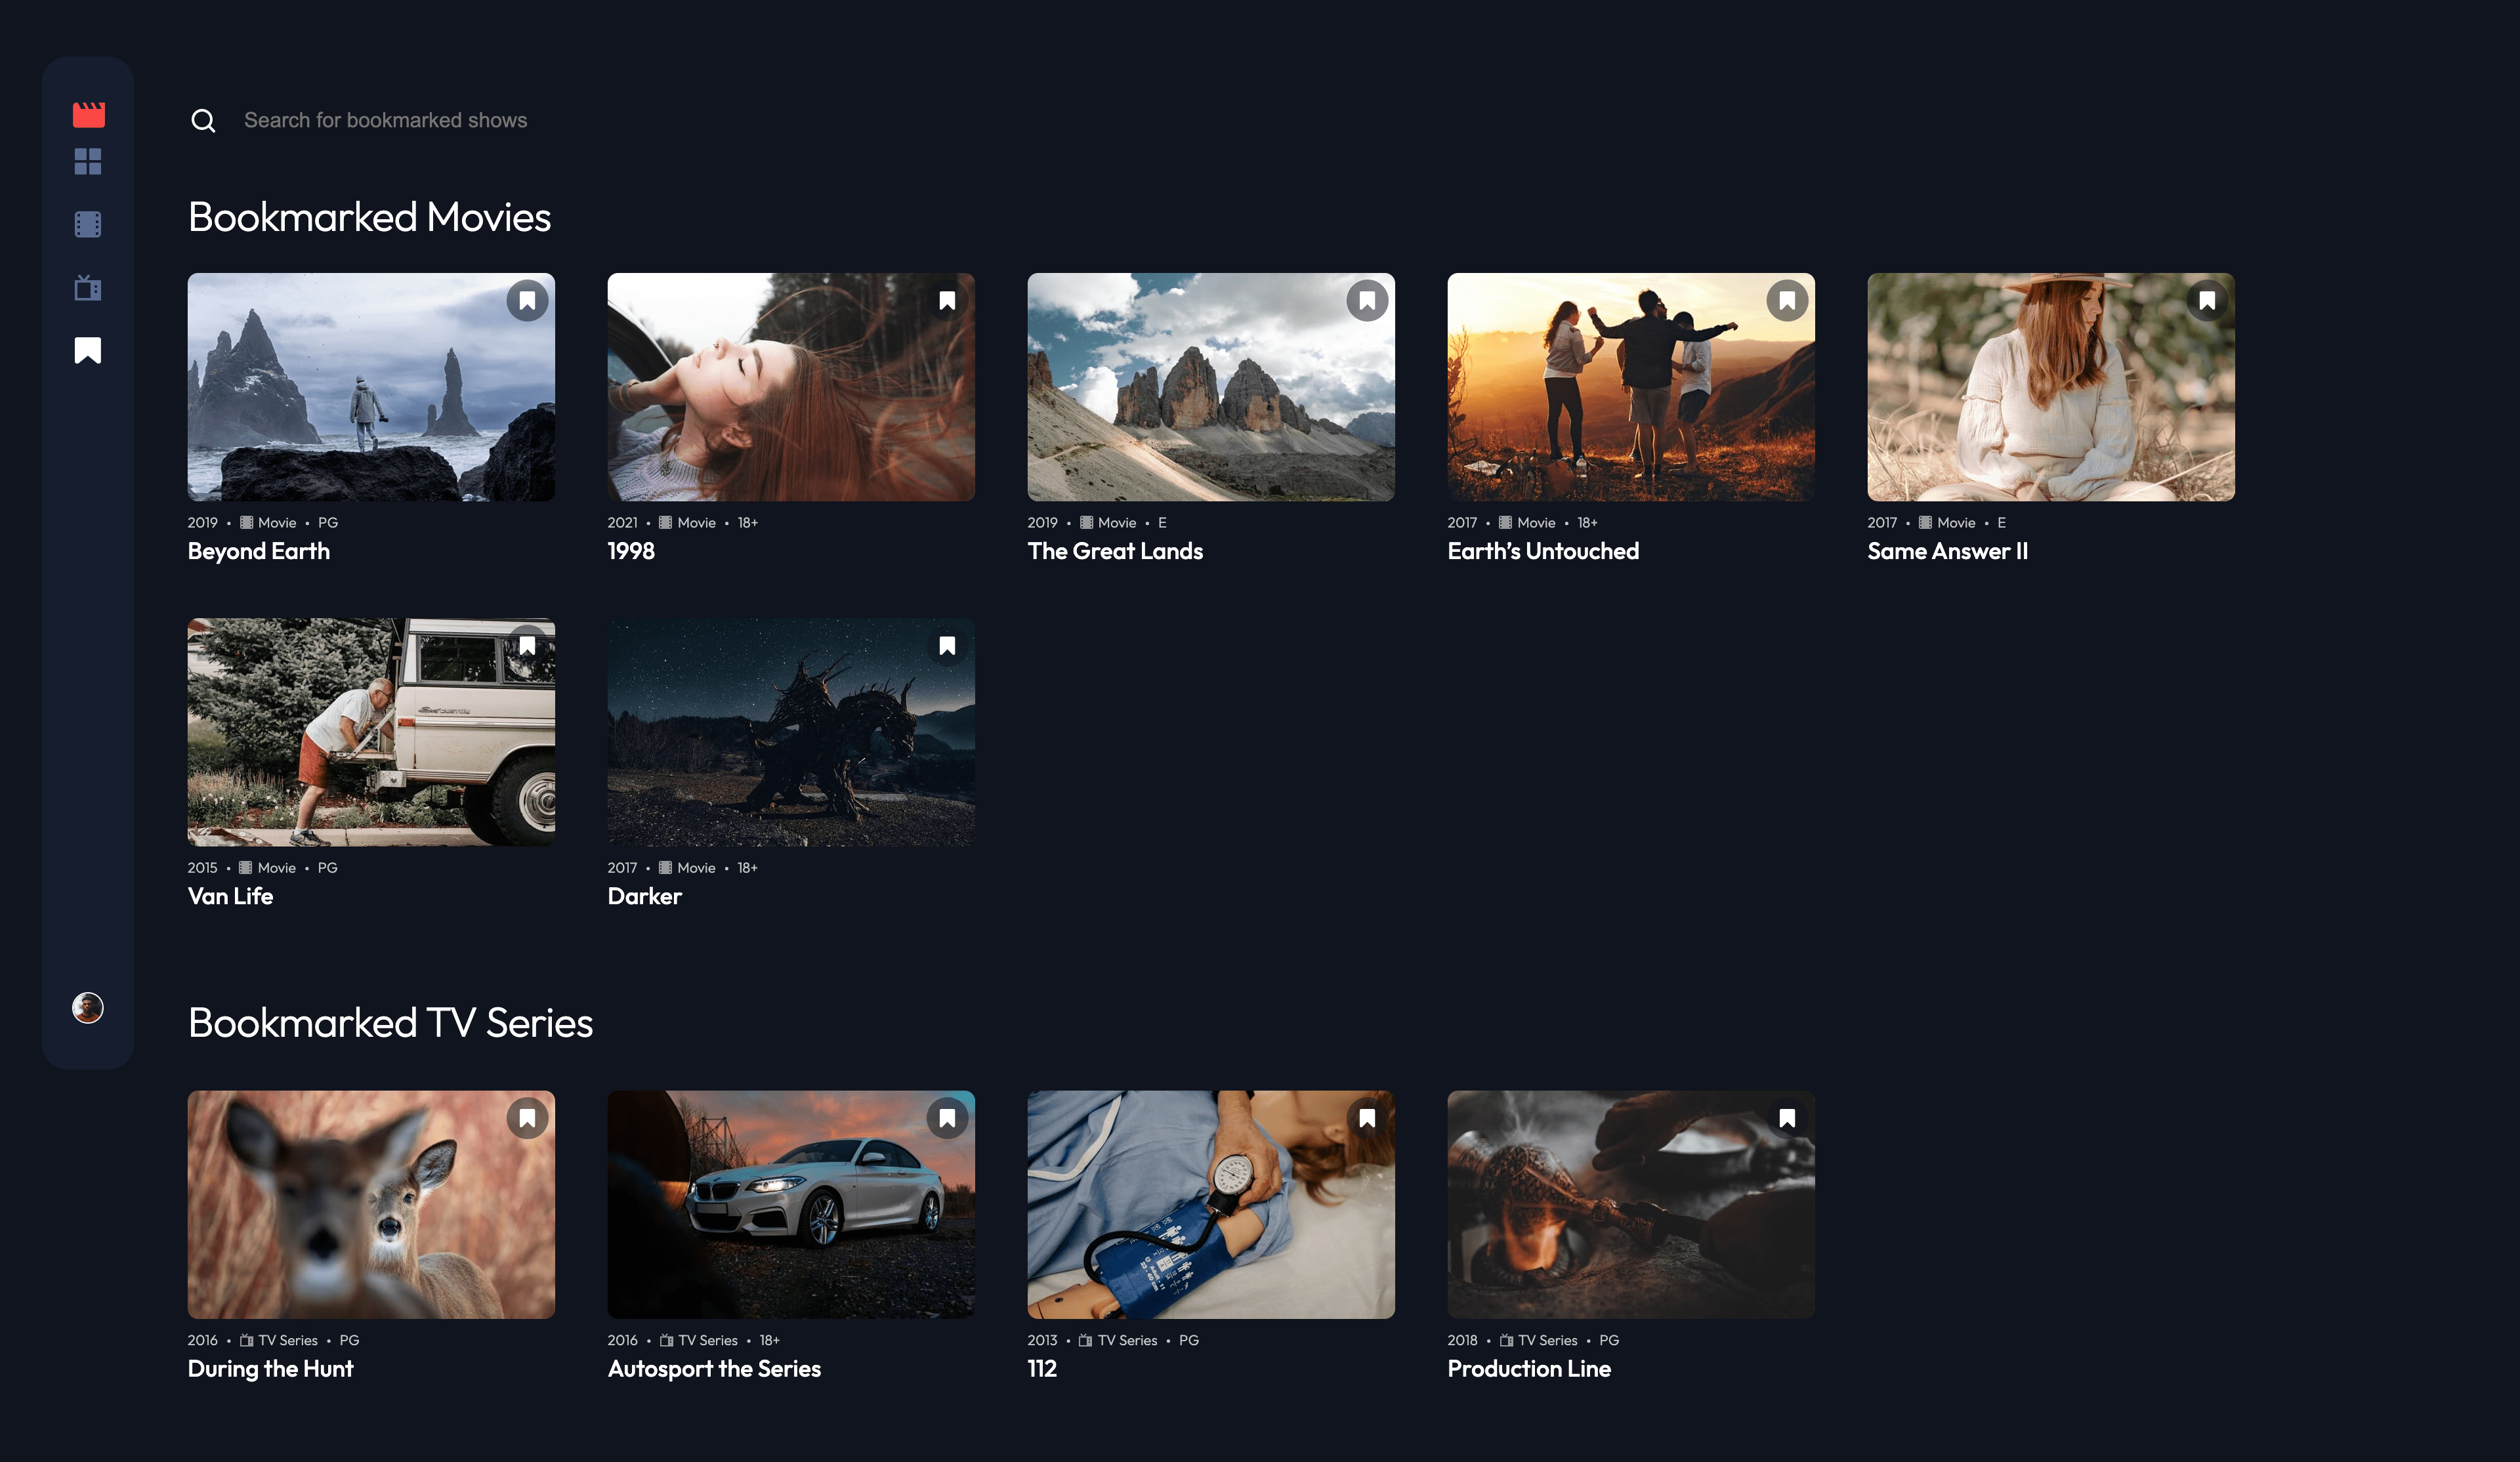 Search for bookmarked shows
Bookmarked Movies
2019 • Movie • PG
Beyond Earth
2021 • Movie • 18+
1998
2019 • Movie • E
The Great Lands
2017 • Movie • 18+
Earth’s Untouched
2017 • Movie • E
Same Answer II
2015 • Movie • PG
Van Life
2017 • Movie • 18+
Darker
Bookmarked TV Series
2016 • TV Series • PG
During the Hunt
2016 • TV Series • 18+
Autosport the Series
2013 • TV Series • PG
112
2018 • TV Series • PG
Production Line